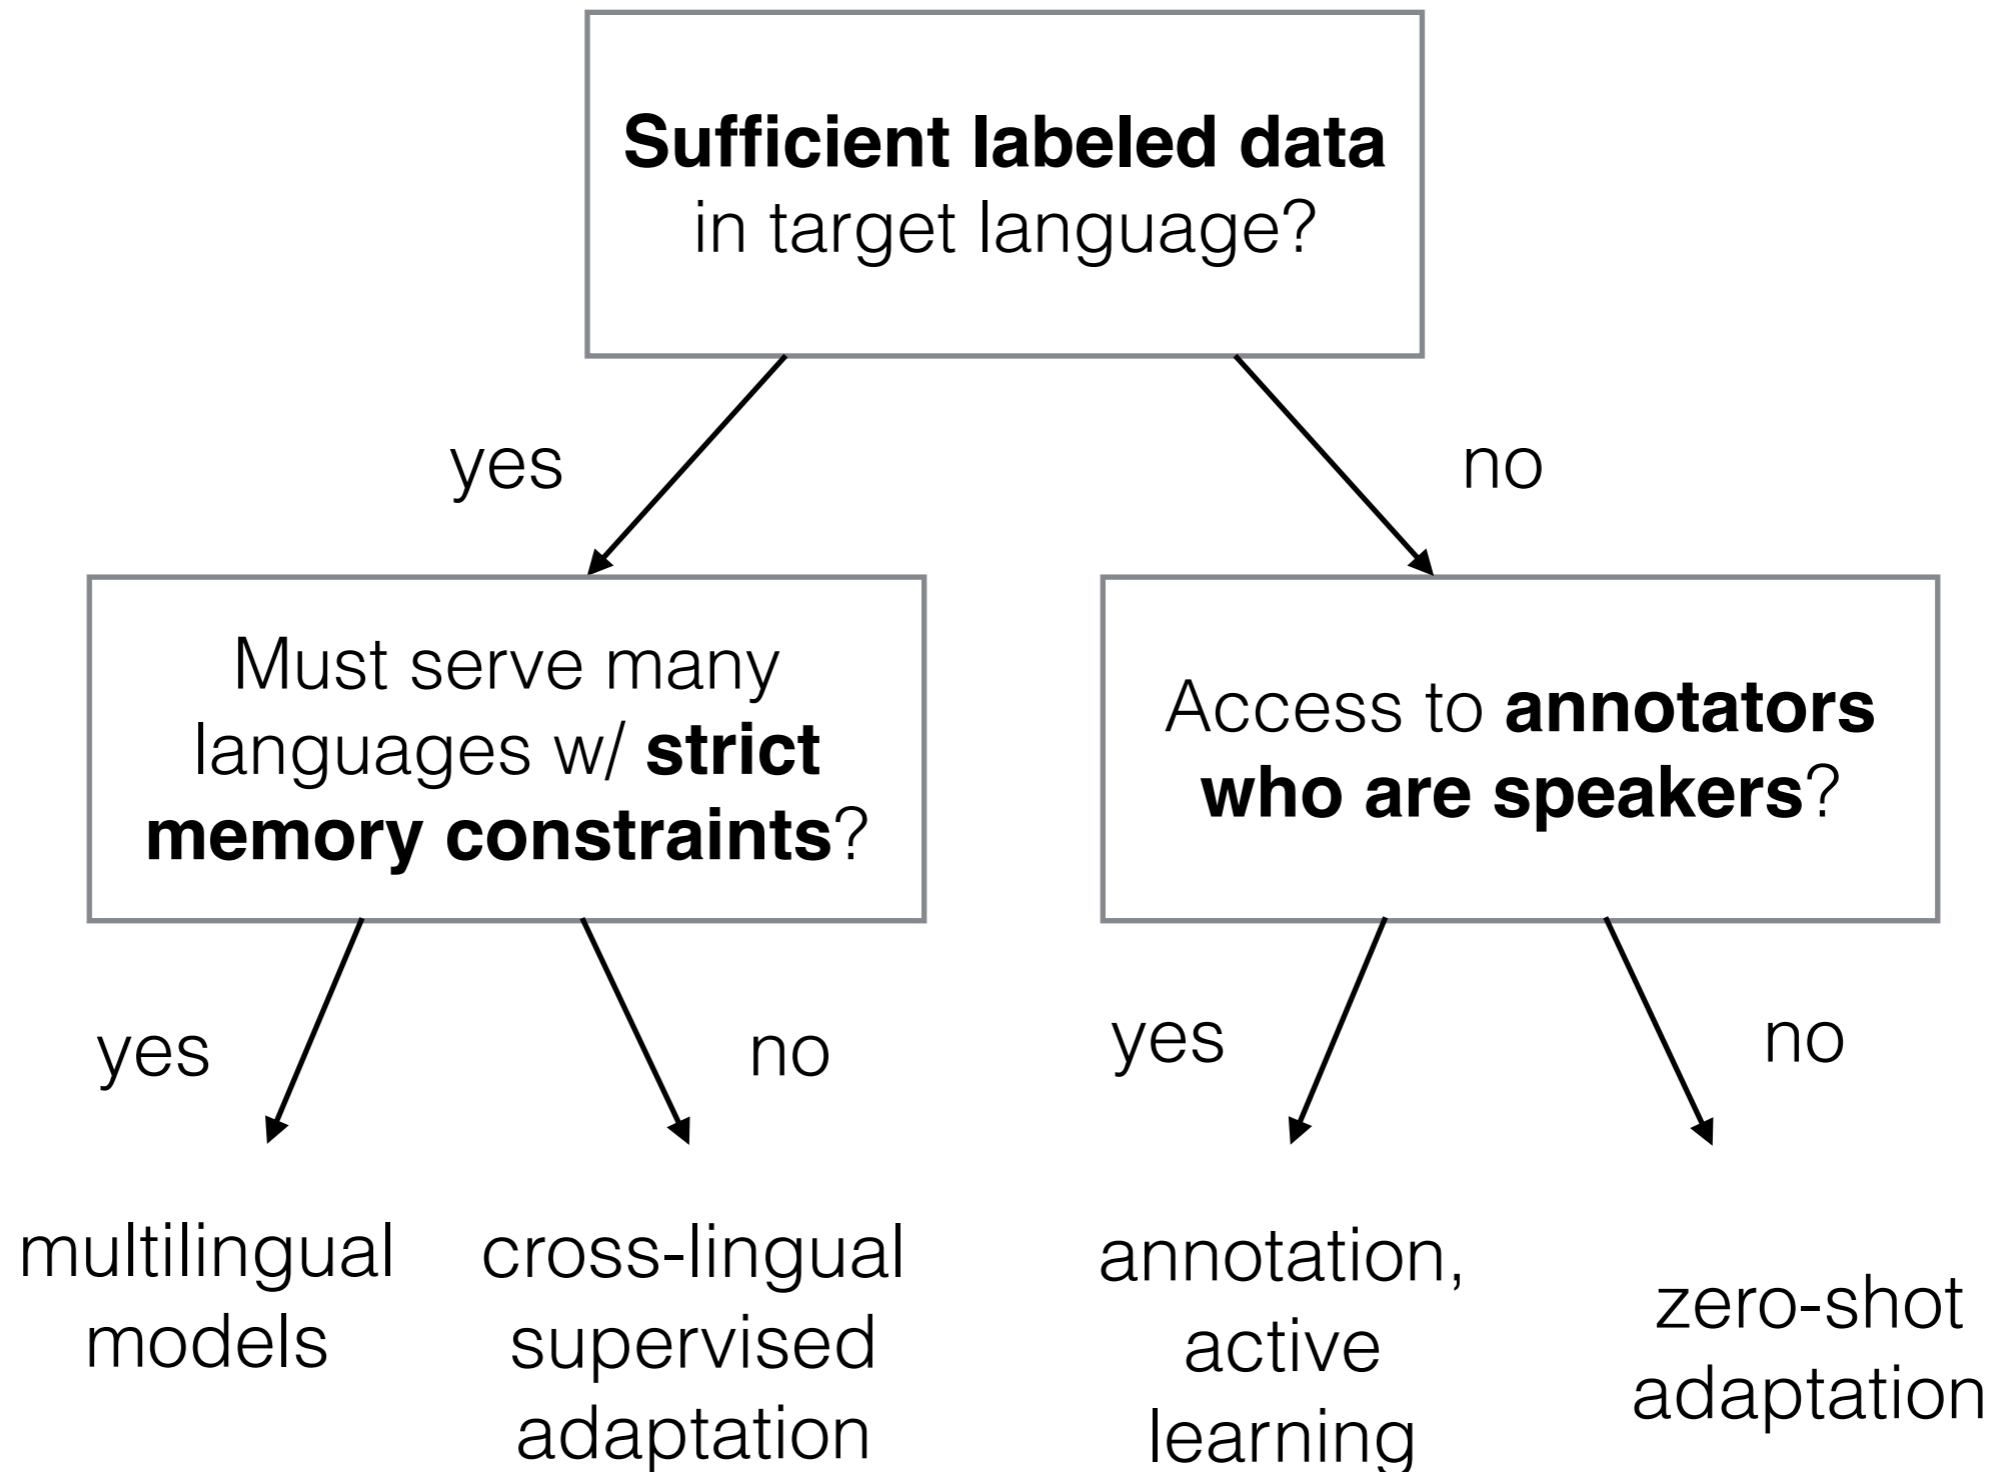 Sufficient labeled data
in target language?
yes
no
Must serve many
languages w/ strict
memory constraints?
Access to annotators
who are speakers?
yes
no
yes
no
multilingual
models
cross-lingual
supervised
adaptation
annotation,
active
learning
zero-shot
adaptation